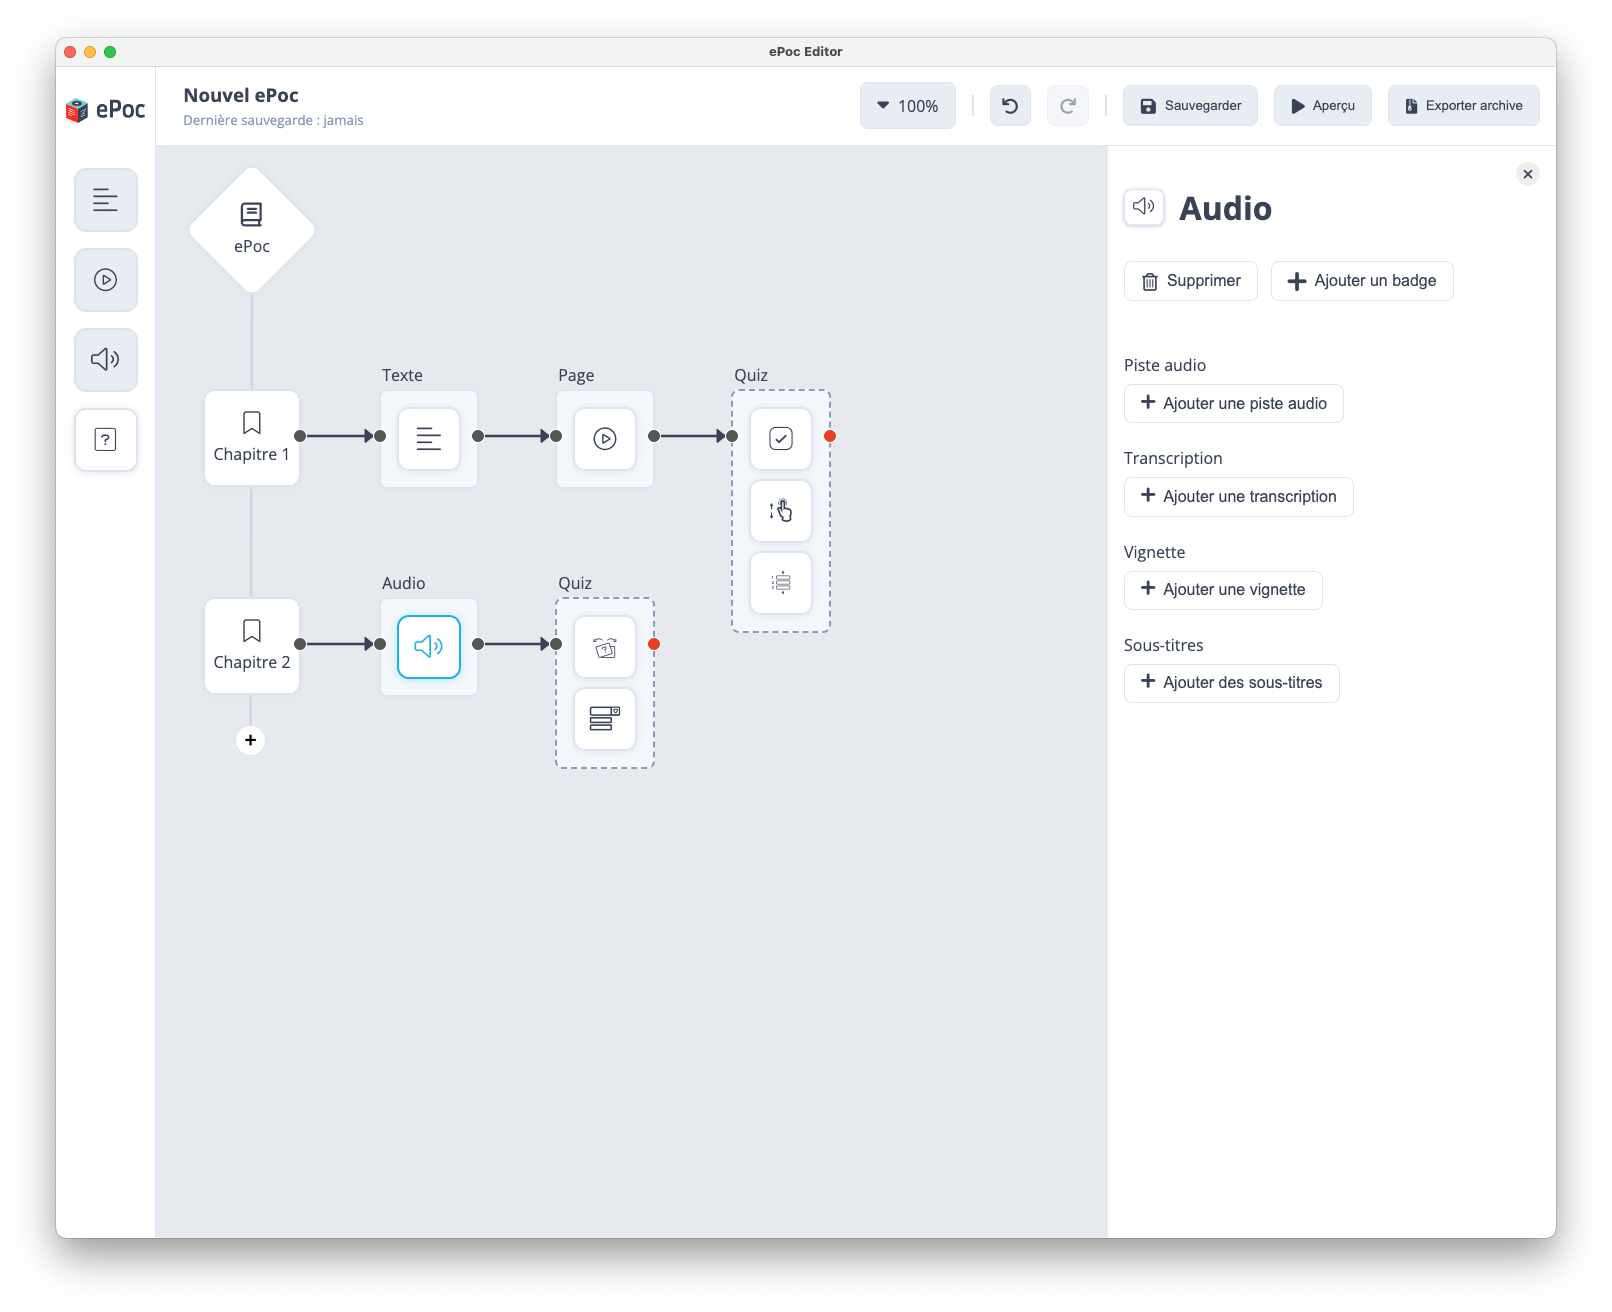 ePoc Editor
ePoc
Nouvel ePoc
Dernière sauvegarde : jamais
100%
Sauvegarder
Aperçu
Exporter archive
ePoc
Texte
Page
Quiz
Chapitre 1
Audio
Quiz
Chapitre 2
Audio
Supprimer
Ajouter un badge
Piste audio
Ajouter une piste audio
Transcription
Ajouter une transcription
Vignette
Ajouter une vignette
Sous-titres
Ajouter des sous-titres